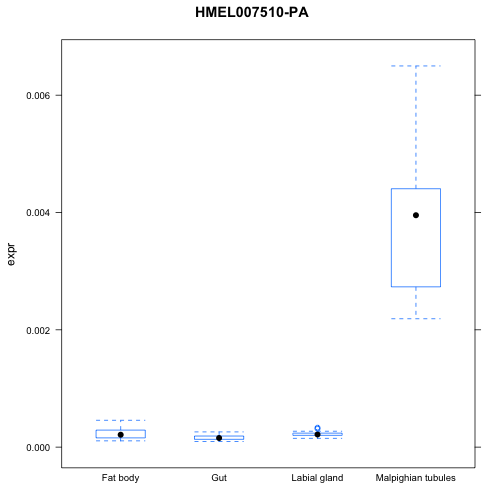 HMEL007510-PA
expr
0.006
0.004
0.002
0.000
Fat body
Gut
Labial gland
Malpighian tubules